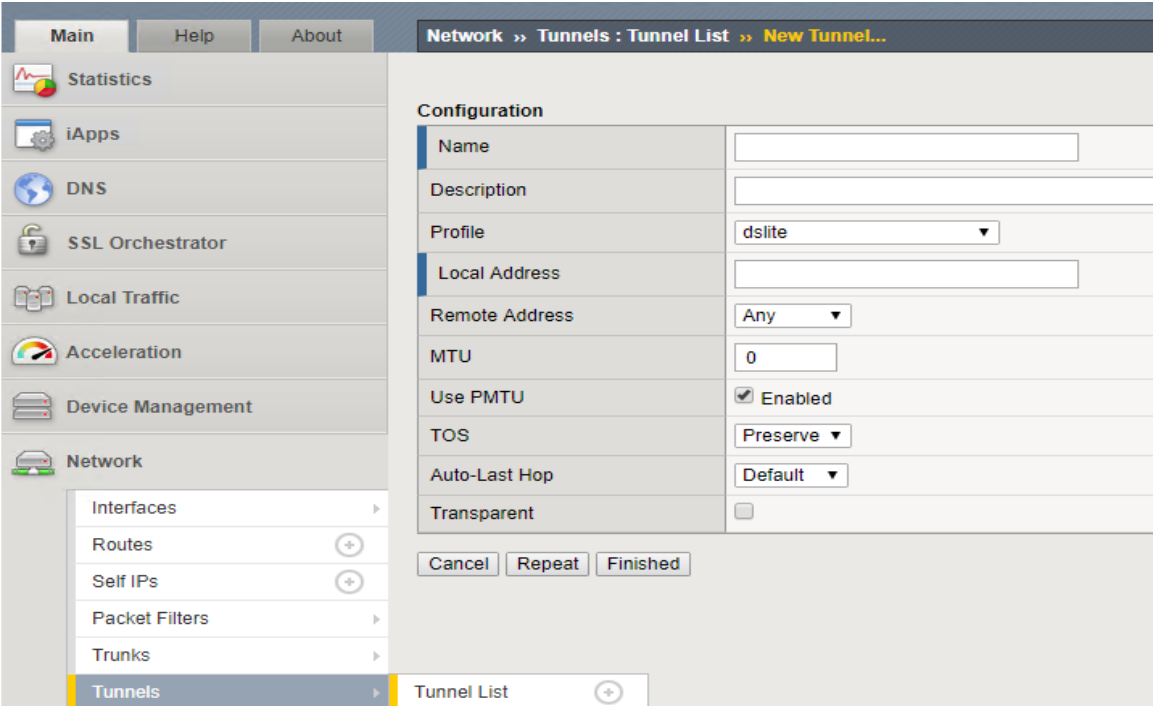 Main Help About
Network ›› Tunnels : Tunnel List ›› New Tunnel...
Statistics
iApps
DNS
SSL Orchestrator
Local Traffic
Acceleration
Device Management
Network
Interfaces
Routes
Self IPs
Packet Filters
Trunks
Tunnels
Tunnel List
Configuration
Name
Description
Profile dslite
Local Address
Remote Address Any
MTU 0
Use PMTU Enabled
TOS Preserve
Auto-Last Hop Default
Transparent
Cancel Repeat Finished